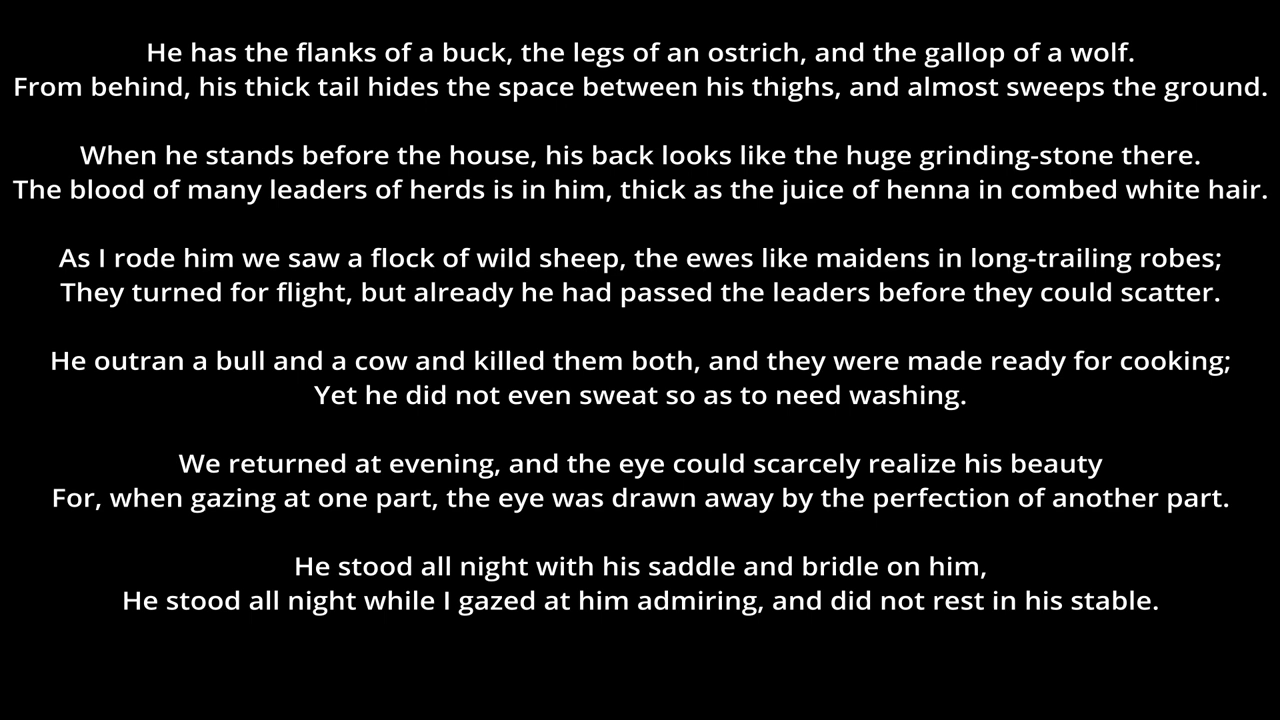 He has the flanks of a buck, the legs of an ostrich, and the gallop of a wolf.
From behind, his thick tail hides the space between his thighs, and almost sweeps the ground.
When he stands before the house, his back looks like the huge grinding-stone there.
The blood of many leaders of herds is in him, thick as the juice of henna in combed white hair.
As I rode him we saw a flock of wild sheep, the ewes like maidens in long-trailing robes;
They turned for flight, but already he had passed the leaders before they could scatter.
He outran a bull and a cow and killed them both, and they were made ready for cooking;
Yet he did not even sweat so as to need washing.
We returned at evening, and the eye could scarcely realize his beauty
For, when gazing at one part, the eye was drawn away by the perfection of another part.
He stood all night with his saddle and bridle on him,
He stood all night while I gazed at him admiring, and did not rest in his stable.